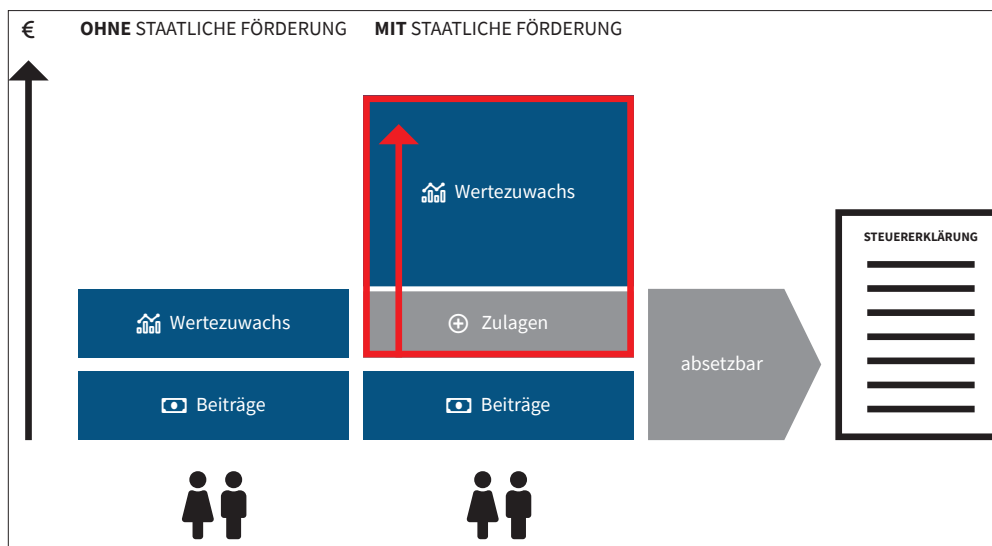 €
OHNE STAATLICHE FÖRDERUNG
MIT STAATLICHE FÖRDERUNG
Wertezuwachs
STEUERERKLÄRUNG
Wertezuwachs
Zulagen
absetzbar
Beiträge
Beiträge